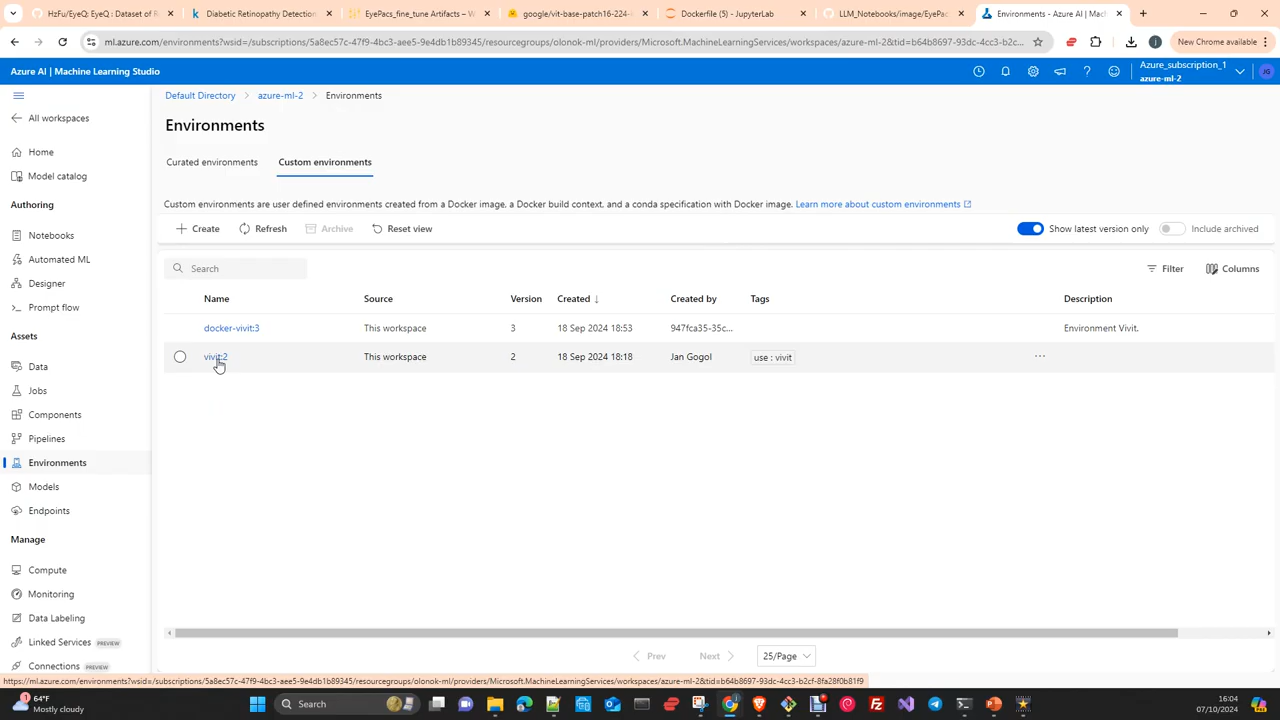 HzFu/EyeQ: EyeQ : Dataset of R
Diabetic Retinopathy Detection
EyePacs_fine_tune Artifacts – W
google/vit-base-patch16-224-i
Dockerfile (5) - JupyterLab
LLM_Notebooks/image/EyePac
Environments - Azure AI | Mach
ml.azure.com/environments?wsid=/subscriptions/5a8ec57c-47f9-4bc3-aee5-9e4db1b89345/resourcegroups/olonok-ml/providers/Microsoft.MachineLearningServices/workspaces/azure-ml-2&tid=b64b8697-93dc-4cc3-b2c...
New Chrome available
Azure AI | Machine Learning Studio
Azure_subscription_1
azure-ml-2
JG
Default Directory > azure-ml-2 > Environments
All workspaces
Home
Model catalog
Authoring
Notebooks
Automated ML
Designer
Prompt flow
Assets
Data
Jobs
Components
Pipelines
Environments
Models
Endpoints
Manage
Compute
Monitoring
Data Labeling
Linked Services PREVIEW
Connections PREVIEW
Environments
Curated environments Custom environments
Custom environments are user defined environments created from a Docker image, a Docker build context, and a conda specification with Docker image. Learn more about custom environments
Create Refresh Archive Reset view Show latest version only Include archived
Search Filter Columns
Name Source Version Created ↓ Created by Tags Description
docker-vivit:3 This workspace 3 18 Sep 2024 18:53 947fca35-35c... Environment Vivit.
vivit:2 This workspace 2 18 Sep 2024 18:18 Jan Gogol use : vivit ...
Prev Next 25/Page
https://ml.azure.com/environments?wsid=/subscriptions/5a8ec57c-47f9-4bc3-aee5-9e4db1b89345/resourcegroups/olonok-ml/providers/Microsoft.MachineLearningServices/workspaces/azure-ml-2&tid=b64b8697-93dc-4cc3-b2cf-8fa28f0b81f9
64°F
Mostly cloudy
Search
16:04
07/10/2024